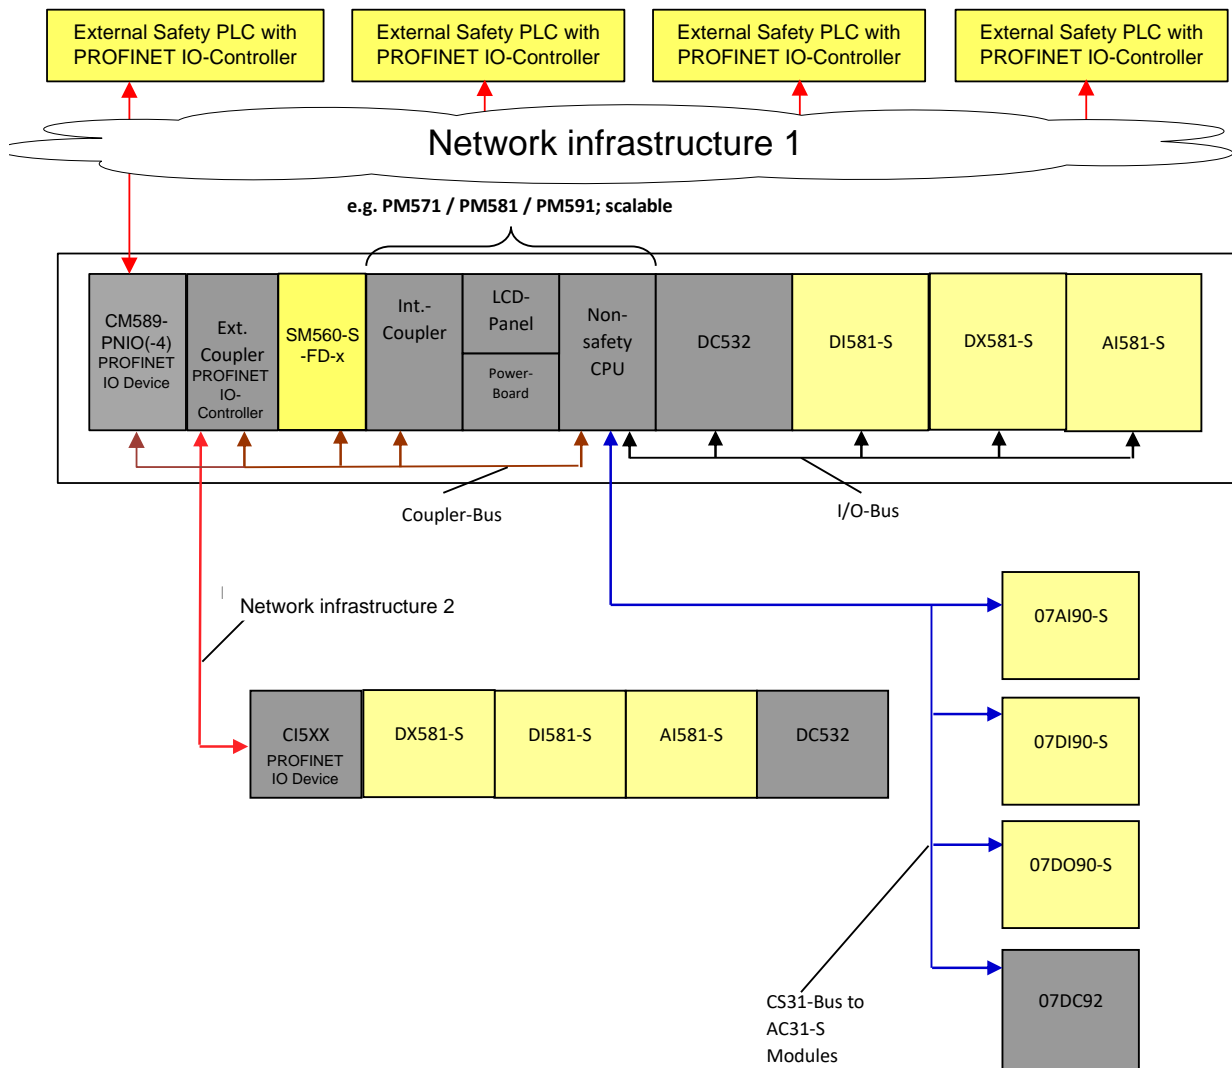 External Safety PLC with
PROFINET IO-Controller
External Safety PLC with
PROFINET IO-Controller
External Safety PLC with
PROFINET IO-Controller
External Safety PLC with
PROFINET IO-Controller
Network infrastructure 1
e.g. PM571 / PM581 / PM591; scalable
CM589-
PNIO(-4)
PROFINET
IO Device
Ext.
Coupler
PROFINET
IO-
Controller
SM560-S
-FD-x
Int.-
Coupler
LCD-
Panel
Power-
Board
Non-
safety
CPU
DC532
DI581-S
DX581-S
AI581-S
Coupler-Bus
I/O-Bus
Network infrastructure 2
CI5XX
PROFINET
IO Device
DX581-S
DI581-S
AI581-S
DC532
07AI90-S
07DI90-S
07DO90-S
07DC92
CS31-Bus to
AC31-S
Modules